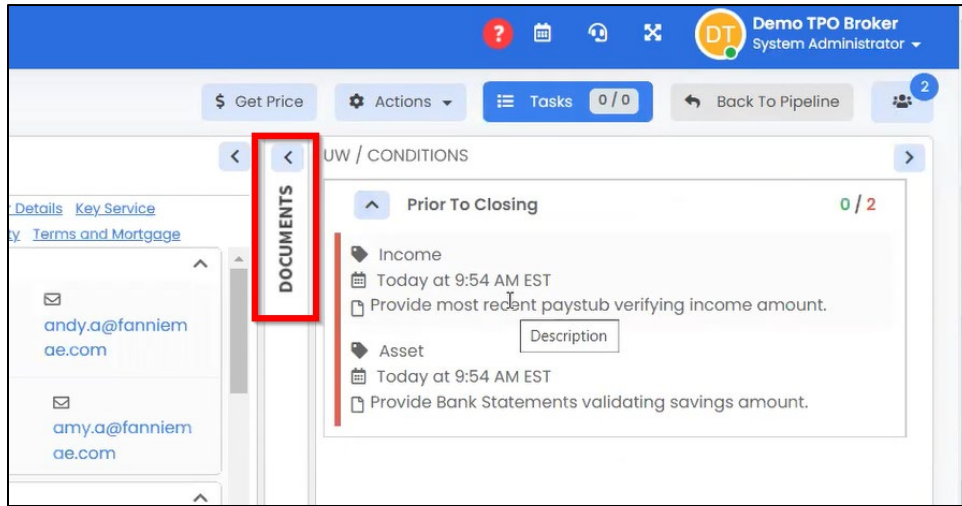 ?
DT
Demo TPO Broker
System Administrator
$ Get Price
Actions
Tasks 0/0
Back To Pipeline
2
Details Key Service
Terms and Mortgage
andy.a@fanniem
ae.com
amy.a@fanniem
ae.com
DOCUMENTS
UW / CONDITIONS
Prior To Closing 0/2
Income
Today at 9:54 AM EST
Provide most recent paystub verifying income amount.
Description
Asset
Today at 9:54 AM EST
Provide Bank Statements validating savings amount.